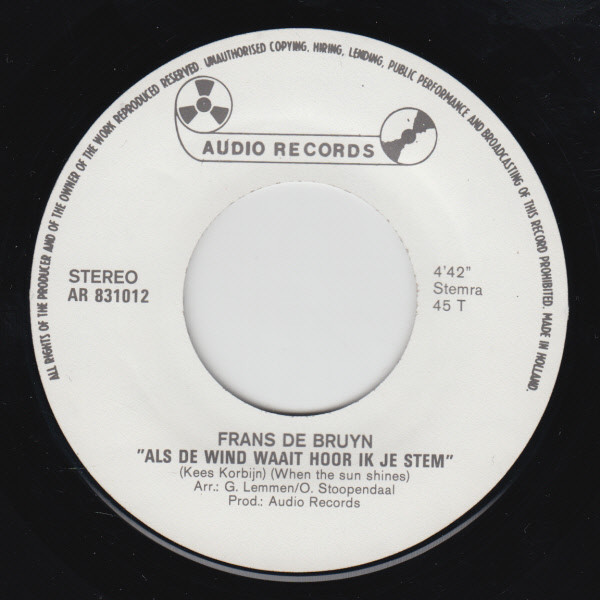 ALL RIGHTS OF THE PRODUCER AND OF THE OWNER OF THE WORK REPRODUCED RESERVED. UNAUTHORISED COPYING, HIRING, LENDING, PUBLIC PERFORMANCE AND BROADCASTING OF THIS RECORD PROHIBITED. MADE IN HOLLAND.
AUDIO RECORDS
STEREO
AR 831012
4'42"
Stemra
45 T
FRANS DE BRUYN
"ALS DE WIND WAAIT HOOR IK JE STEM"
(Kees Korbijn) (When the sun shines)
Arr.: G. Lemmen/O. Stoopendaal
Prod.: Audio Records